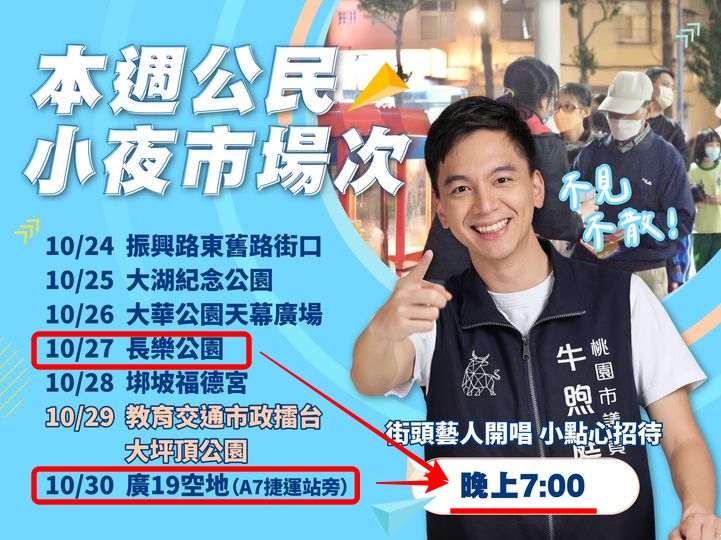 本週公民
小夜市場次
不見
不散!
10/24 振興路東舊路街口
10/25 大湖紀念公園
10/26 大華公園天幕廣場
10/27 長樂公園
10/28 垹坡福德宮
10/29 教育交通市政擂台
大坪頂公園
10/30 廣19空地(A7捷運站旁)
桃園市議員
牛煦庭
街頭藝人開唱 小點心招待
晚上7:00